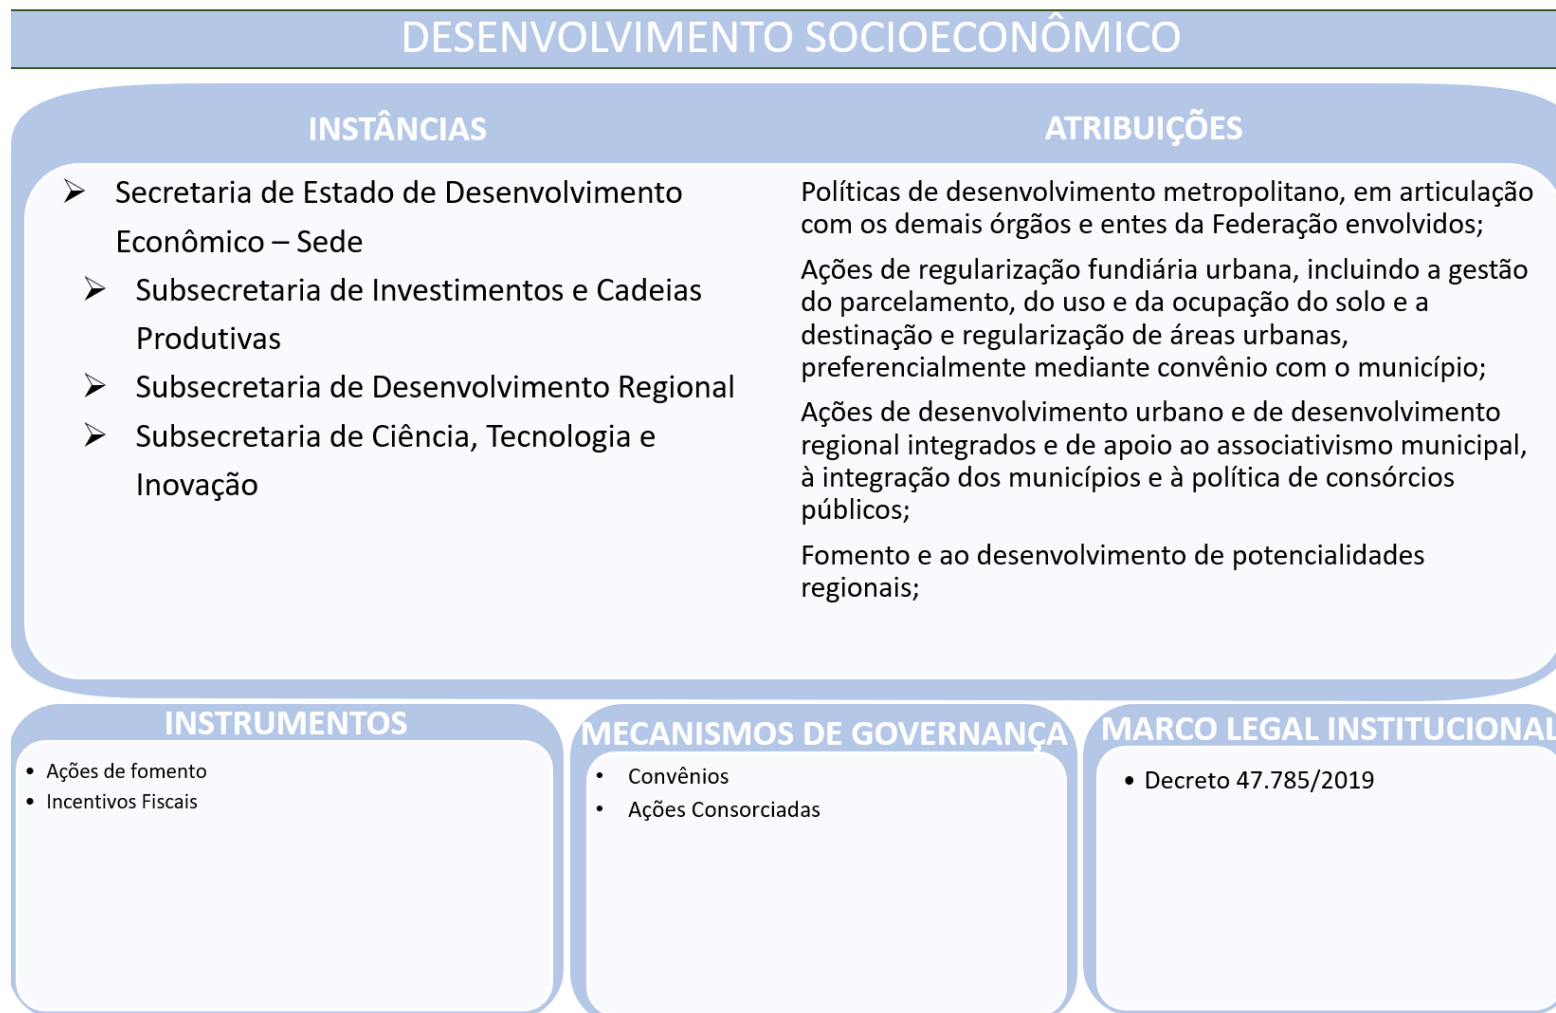 DESENVOLVIMENTO SOCIOECONÔMICO
INSTÂNCIAS
➢ Secretaria de Estado de Desenvolvimento
Econômico – Sede
➢ Subsecretaria de Investimentos e Cadeias
Produtivas
➢ Subsecretaria de Desenvolvimento Regional
➢ Subsecretaria de Ciência, Tecnologia e
Inovação
ATRIBUIÇÕES
Políticas de desenvolvimento metropolitano, em articulação
com os demais órgãos e entes da Federação envolvidos;
Ações de regularização fundiária urbana, incluindo a gestão
do parcelamento, do uso e da ocupação do solo e a
destinação e regularização de áreas urbanas,
preferencialmente mediante convênio com o município;
Ações de desenvolvimento urbano e de desenvolvimento
regional integrados e de apoio ao associativismo municipal,
à integração dos municípios e à política de consórcios
públicos;
Fomento e ao desenvolvimento de potencialidades
regionais;
INSTRUMENTOS
• Ações de fomento
• Incentivos Fiscais
MECANISMOS DE GOVERNANÇA
• Convênios
• Ações Consorciadas
MARCO LEGAL INSTITUCIONAL
• Decreto 47.785/2019